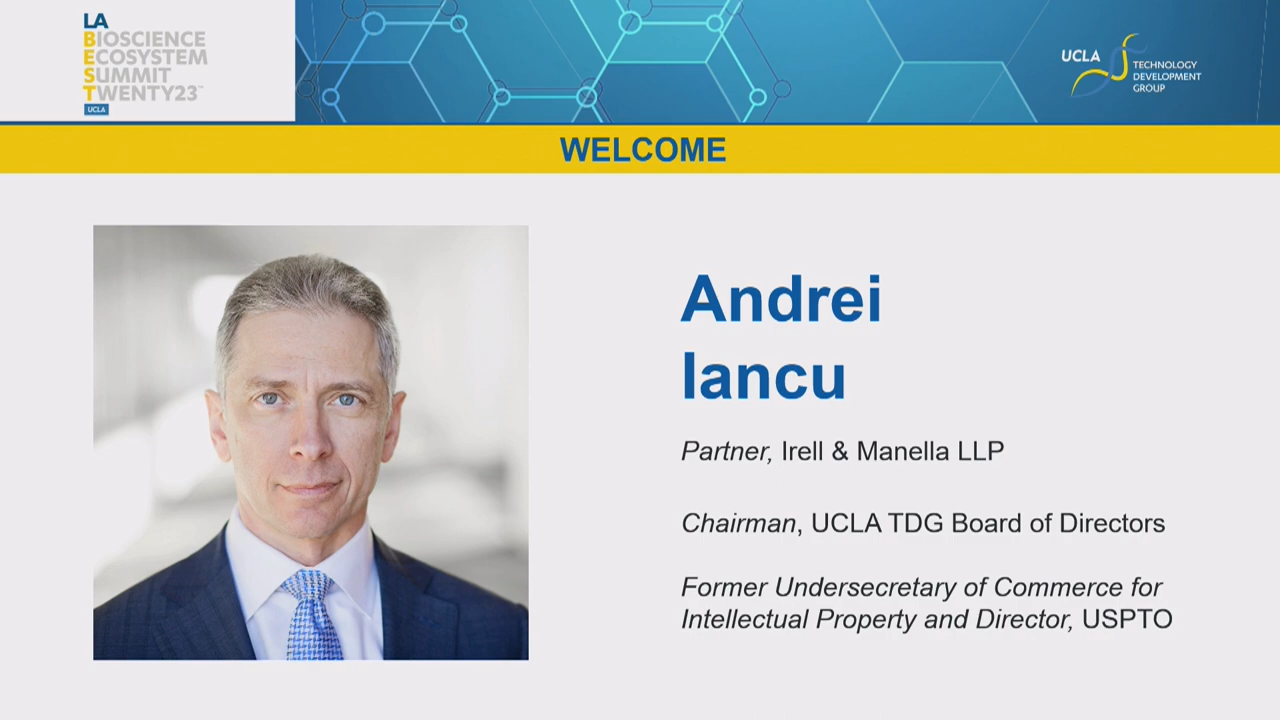 LA
BIOSCIENCE
ECOSYSTEM
SUMMIT
TWENTY23™
UCLA
UCLA
TECHNOLOGY
DEVELOPMENT
GROUP
WELCOME
Andrei
Iancu
Partner, Irell & Manella LLP
Chairman, UCLA TDG Board of Directors
Former Undersecretary of Commerce for
Intellectual Property and Director, USPTO